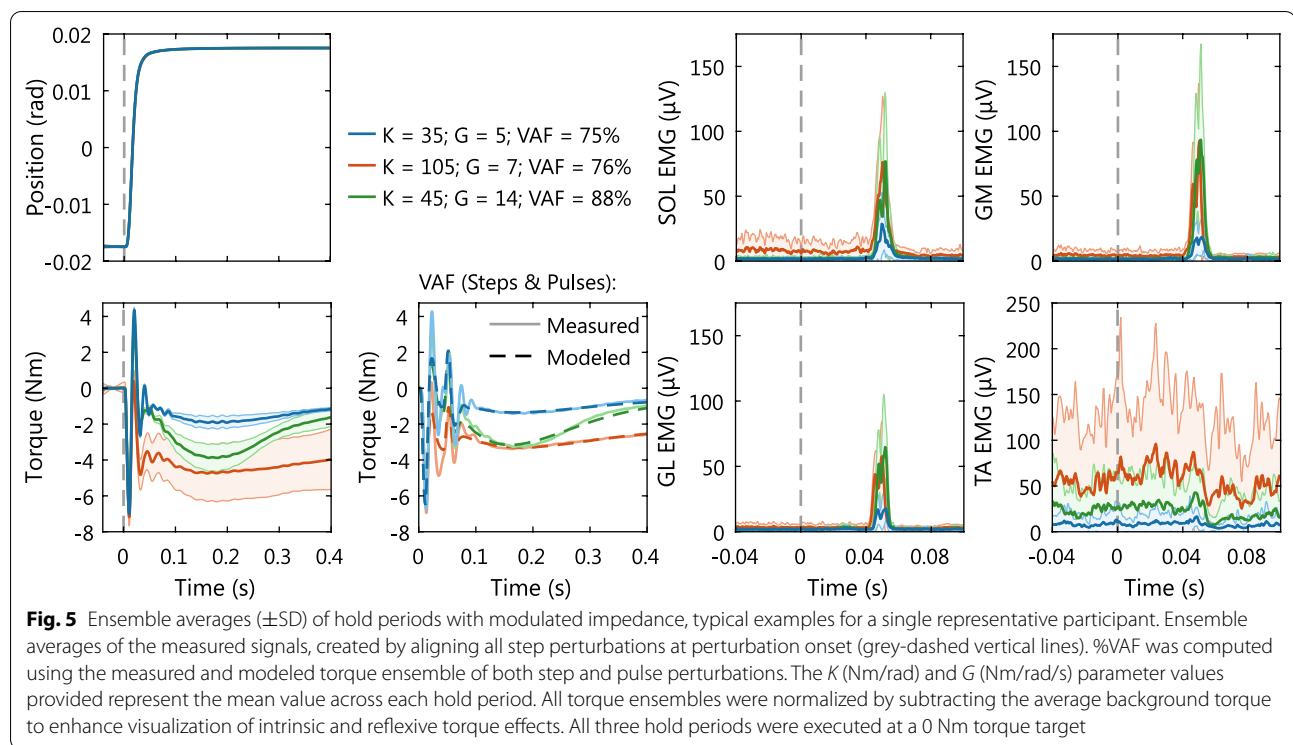 0.02
0.01
0
-0.01
-0.02
Position (rad)
K = 35; G = 5; VAF = 75%
K = 105; G = 7; VAF = 76%
K = 45; G = 14; VAF = 88%
150
100
50
0
SOL EMG (µV)
150
100
50
0
GM EMG (µV)
4
2
0
-2
-4
-6
-8
Torque (Nm)
0 0.1 0.2 0.3 0.4
Time (s)
VAF (Steps & Pulses):
Measured
Modeled
4
2
0
-2
-4
-6
-8
Torque (Nm)
0 0.1 0.2 0.3 0.4
Time (s)
150
100
50
0
GL EMG (µV)
-0.04 0 0.04 0.08
Time (s)
250
200
150
100
50
0
TA EMG (µV)
-0.04 0 0.04 0.08
Time (s)
Fig. 5 Ensemble averages (±SD) of hold periods with modulated impedance, typical examples for a single representative participant. Ensemble
averages of the measured signals, created by aligning all step perturbations at perturbation onset (grey-dashed vertical lines). %VAF was computed
using the measured and modeled torque ensemble of both step and pulse perturbations. The K (Nm/rad) and G (Nm/rad/s) parameter values
provided represent the mean value across each hold period. All torque ensembles were normalized by subtracting the average background torque
to enhance visualization of intrinsic and reflexive torque effects. All three hold periods were executed at a 0 Nm torque target